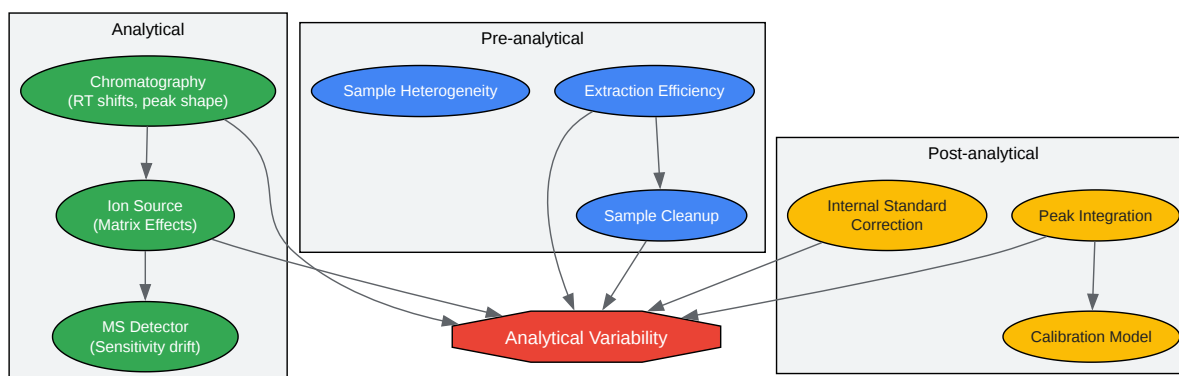 Analytical
Chromatography
(RT shifts, peak shape)
Ion Source
(Matrix Effects)
MS Detector
(Sensitivity drift)
Pre-analytical
Sample Heterogeneity
Extraction Efficiency
Sample Cleanup
Post-analytical
Internal Standard
Correction
Peak Integration
Calibration Model
Analytical Variability